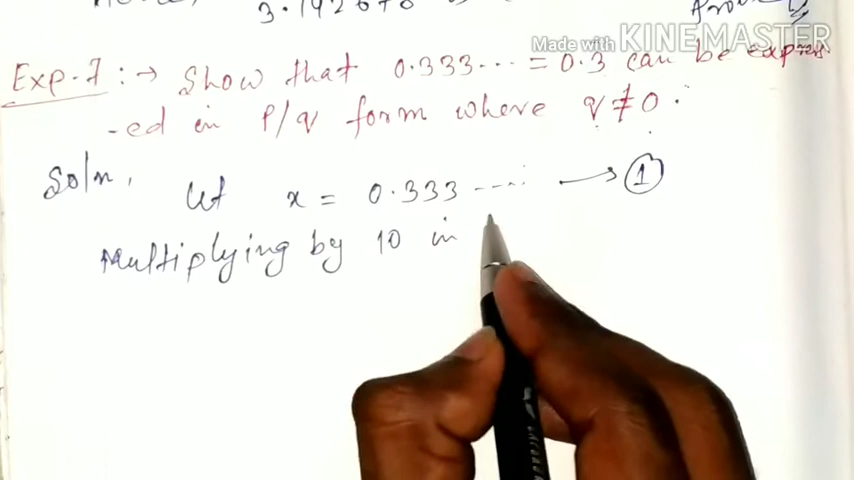 3.142678
Made with KINEMASTER
Exp-7 :→ Show that 0.333... = 0.3 can be express
-ed in P/q form where q ≠ 0.
Soln, Let x = 0.333 ----- → ①
Multiplying by 10 in